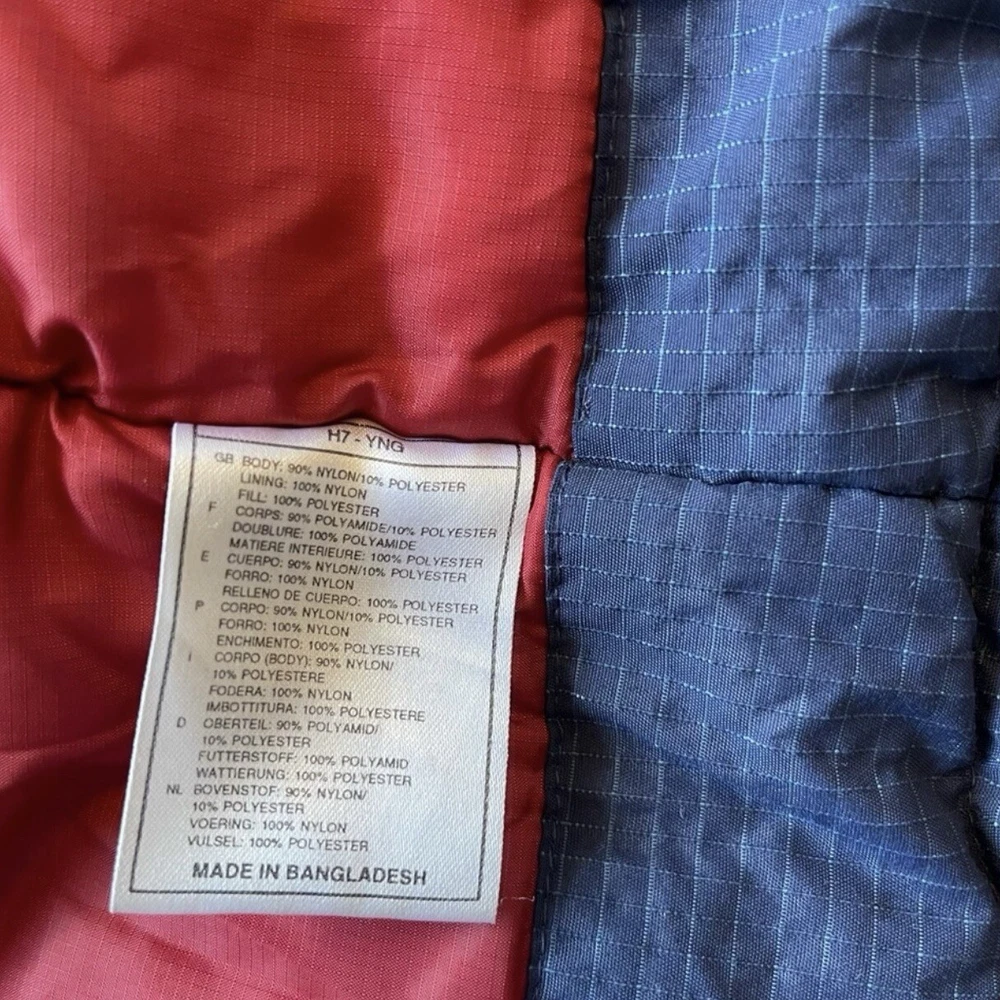 H7 - YNG
GB BODY: 90% NYLON/10% POLYESTER
LINING: 100% NYLON
FILL: 100% POLYESTER
F CORPS: 90% POLYAMIDE/10% POLYESTER
DOUBLURE: 100% POLYAMIDE
MATIERE INTERIEURE: 100% POLYESTER
E CUERPO: 90% NYLON/10% POLYESTER
FORRO: 100% NYLON
RELLENO DE CUERPO: 100% POLYESTER
P CORPO: 90% NYLON/10% POLYESTER
FORRO: 100% NYLON
ENCHIMENTO: 100% POLYESTER
I CORPO (BODY): 90% NYLON/
10% POLYESTERE
FODERA: 100% NYLON
IMBOTTITURA: 100% POLYESTERE
D OBERTEIL: 90% POLYAMID/
10% POLYESTER
FUTTERSTOFF: 100% POLYAMID
WATTIERUNG: 100% POLYESTER
NL BOVENSTOF: 90% NYLON/
10% POLYESTER
VOERING: 100% NYLON
VULSEL: 100% POLYESTER
MADE IN BANGLADESH